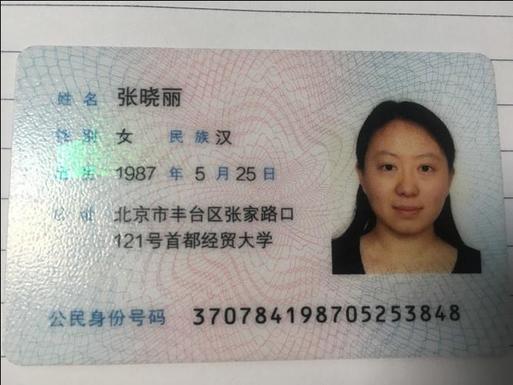 姓名 张晓丽
性别 女 民族 汉
1987 年 5 月 25 日
住址 北京市丰台区张家路口
121号首都经贸大学
公民身份号码 370784198705253848